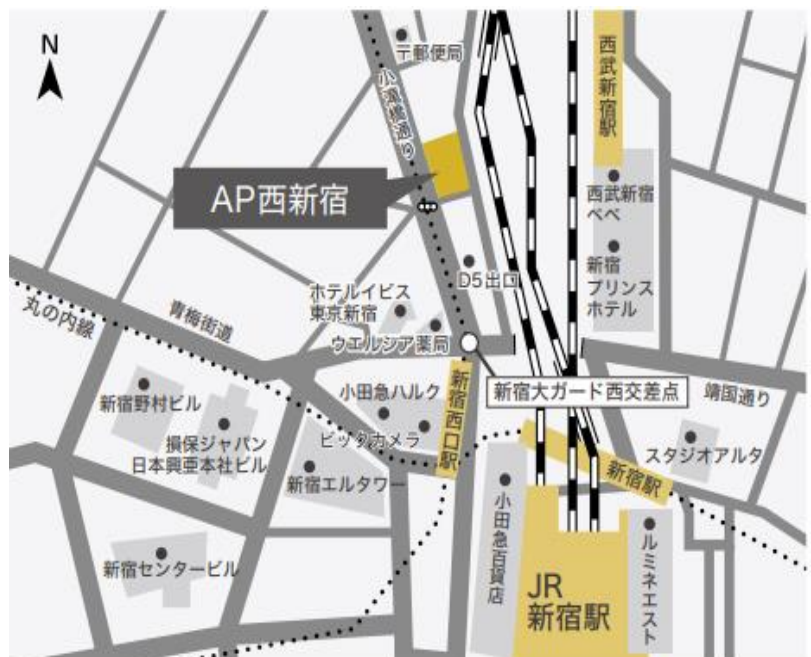 N
〒郵便局
小滝橋通り
西武新宿駅
AP西新宿
西武新宿
ペペ
新宿
プリンス
ホテル
D5出口
ホテルイビス
東京新宿
ウエルシア薬局
丸の内線
青梅街道
新宿大ガード西交差点
靖国通り
新宿西口駅
小田急ハルク
ビックカメラ
新宿野村ビル
損保ジャパン
日本興亜本社ビル
新宿エルタワー
スタジオアルタ
新宿駅
小田急百貨店
新宿センタービル
JR
新宿駅
ルミネエスト